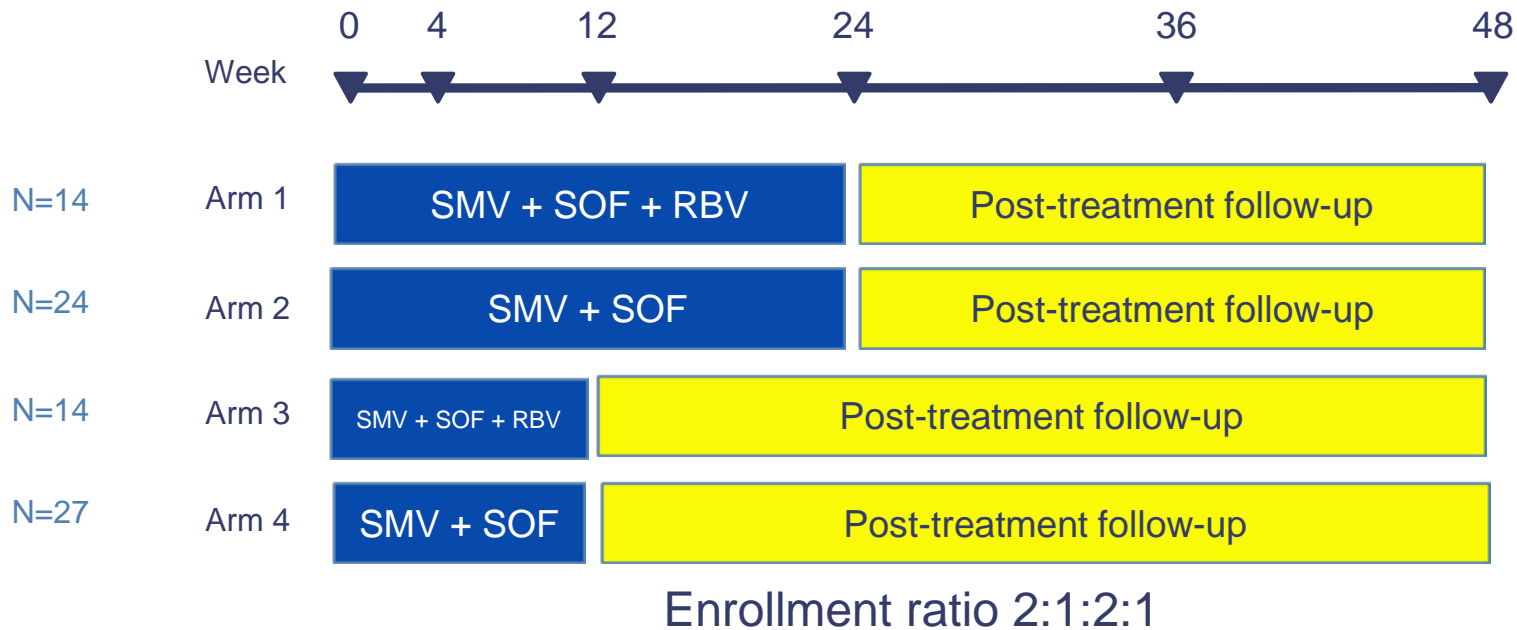 0 4 12 24 36 48
Week
N=14 Arm 1 SMV + SOF + RBV Post-treatment follow-up
N=24 Arm 2 SMV + SOF Post-treatment follow-up
N=14 Arm 3 SMV + SOF + RBV Post-treatment follow-up
N=27 Arm 4 SMV + SOF Post-treatment follow-up
Enrollment ratio 2:1:2:1